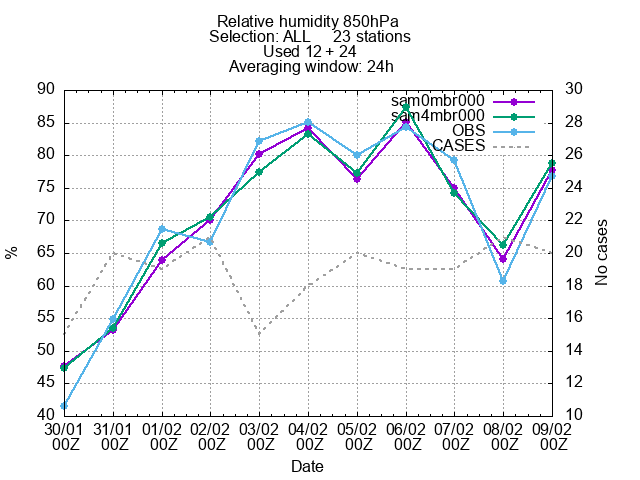 Relative humidity 850hPa
Selection: ALL 23 stations
Used 12 + 24
Averaging window: 24h
90 30
85 28
80 26
75 24
70 22
65 20
60 18
55 16
50 14
45 12
40 10
%
No cases
sam0mbr000
sam4mbr000
OBS
CASES
30/01 31/01 01/02 02/02 03/02 04/02 05/02 06/02 07/02 08/02 09/02
00Z 00Z 00Z 00Z 00Z 00Z 00Z 00Z 00Z 00Z 00Z
Date